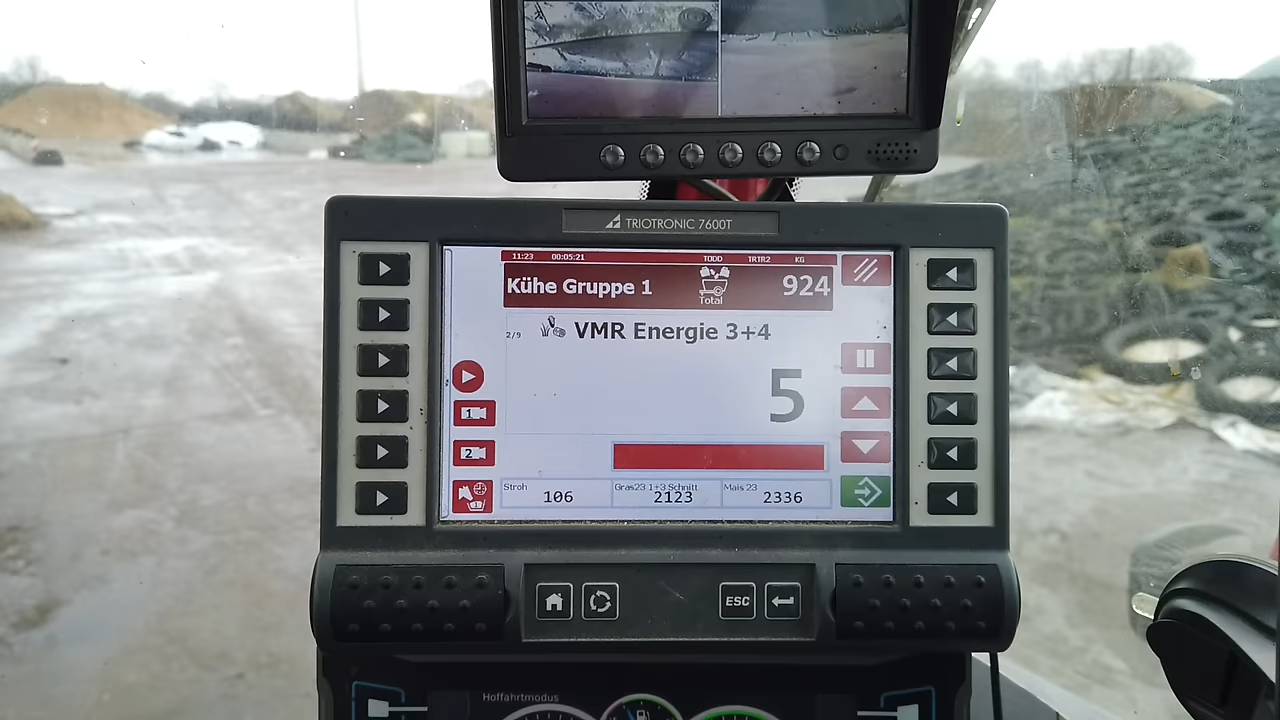 TRIOTRONIC 7600T
11:23 00:05:21 TODD TRTR2 KG
Kühe Gruppe 1 Total 924
2/9 VMR Energie 3+4
5
1
2
Stroh Gras23 1+3 Schnitt Mais 23
106 2123 2336
ESC
Hoffahrtmodus